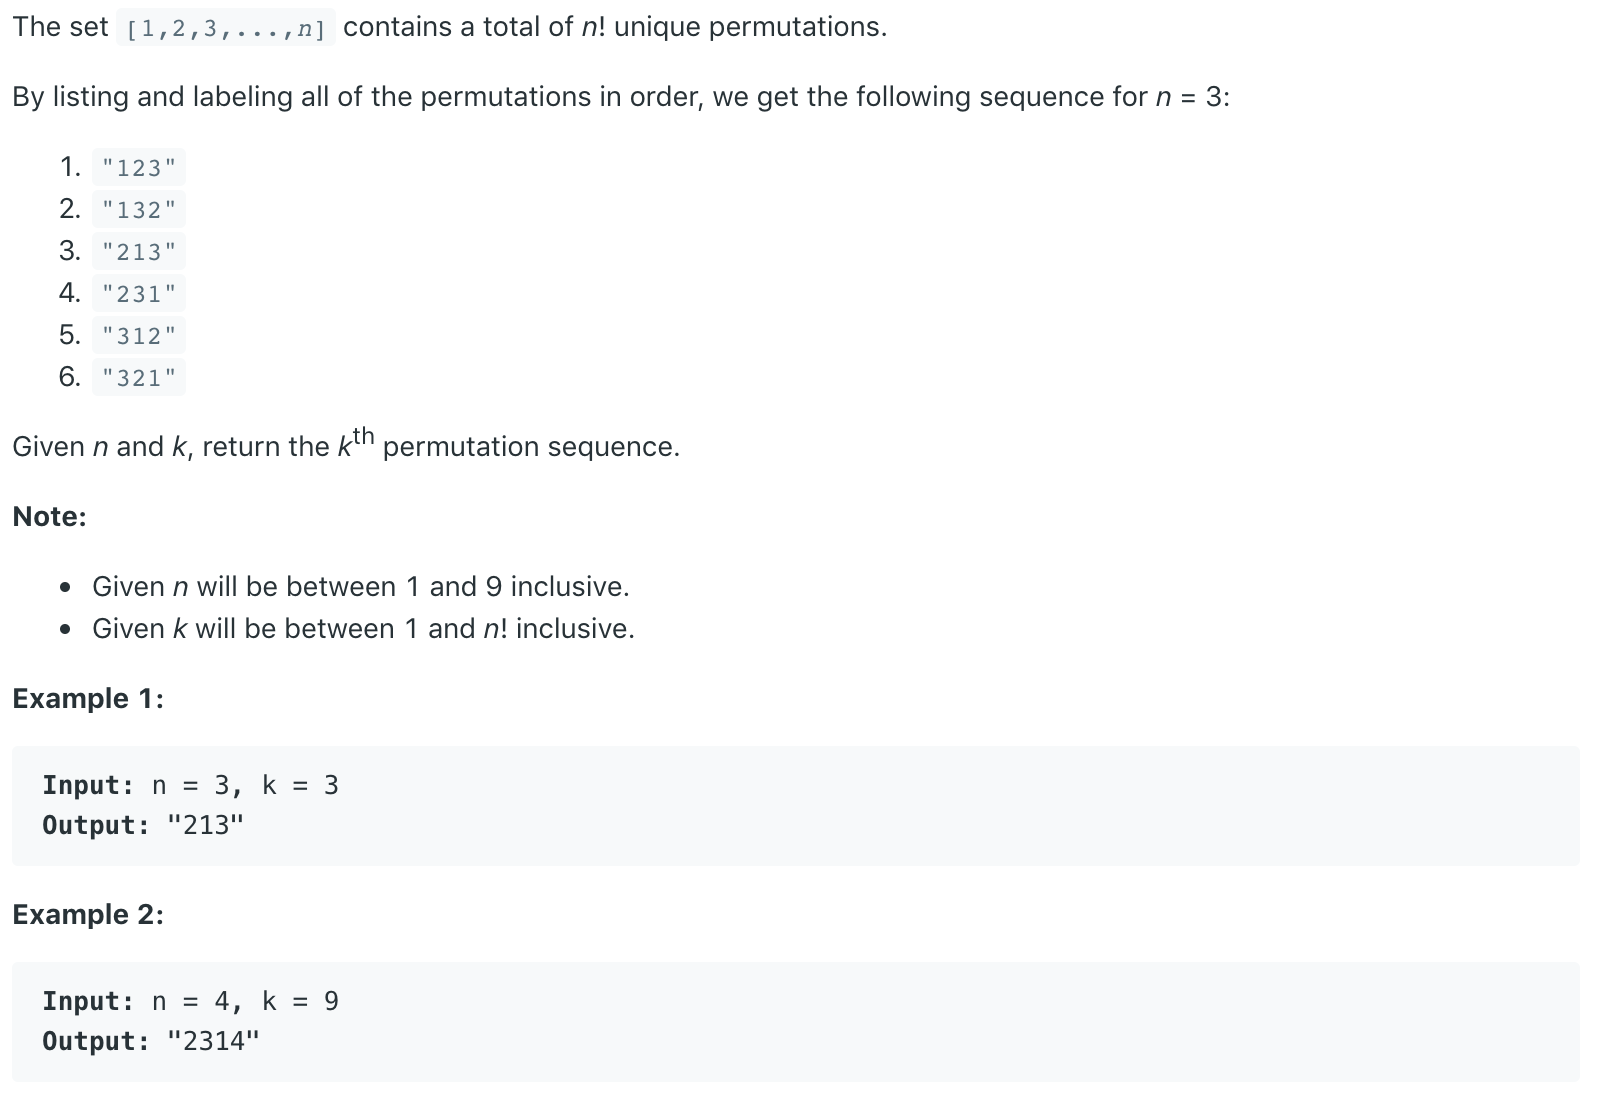 The set [1,2,3,...,n] contains a total of n! unique permutations.
By listing and labeling all of the permutations in order, we get the following sequence for n = 3:
1. "123"
2. "132"
3. "213"
4. "231"
5. "312"
6. "321"
Given n and k, return the kth permutation sequence.
Note:
• Given n will be between 1 and 9 inclusive.
• Given k will be between 1 and n! inclusive.
Example 1:
Input: n = 3, k = 3
Output: "213"
Example 2:
Input: n = 4, k = 9
Output: "2314"